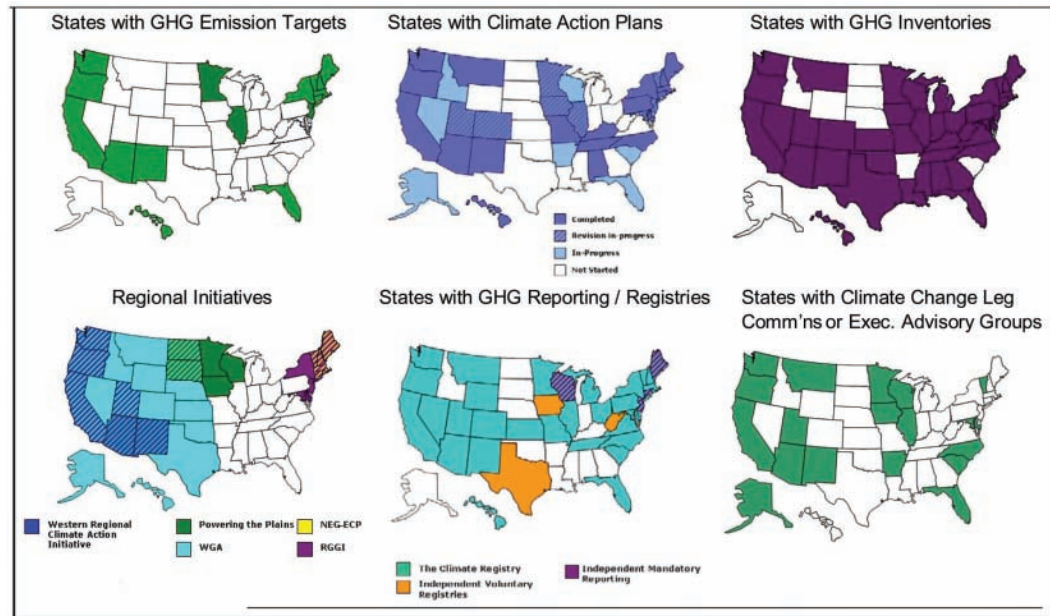 States with GHG Emission Targets
States with Climate Action Plans
States with GHG Inventories
Completed
Revision in-progress
In-Progress
Not Started
Regional Initiatives
States with GHG Reporting / Registries
States with Climate Change Leg
Comm'ns or Exec. Advisory Groups
Western Regional
Climate Action
Initiative
Powering the Plains
WGA
NEG-ECP
RGGI
The Climate Registry
Independent Voluntary
Registries
Independent Mandatory
Reporting